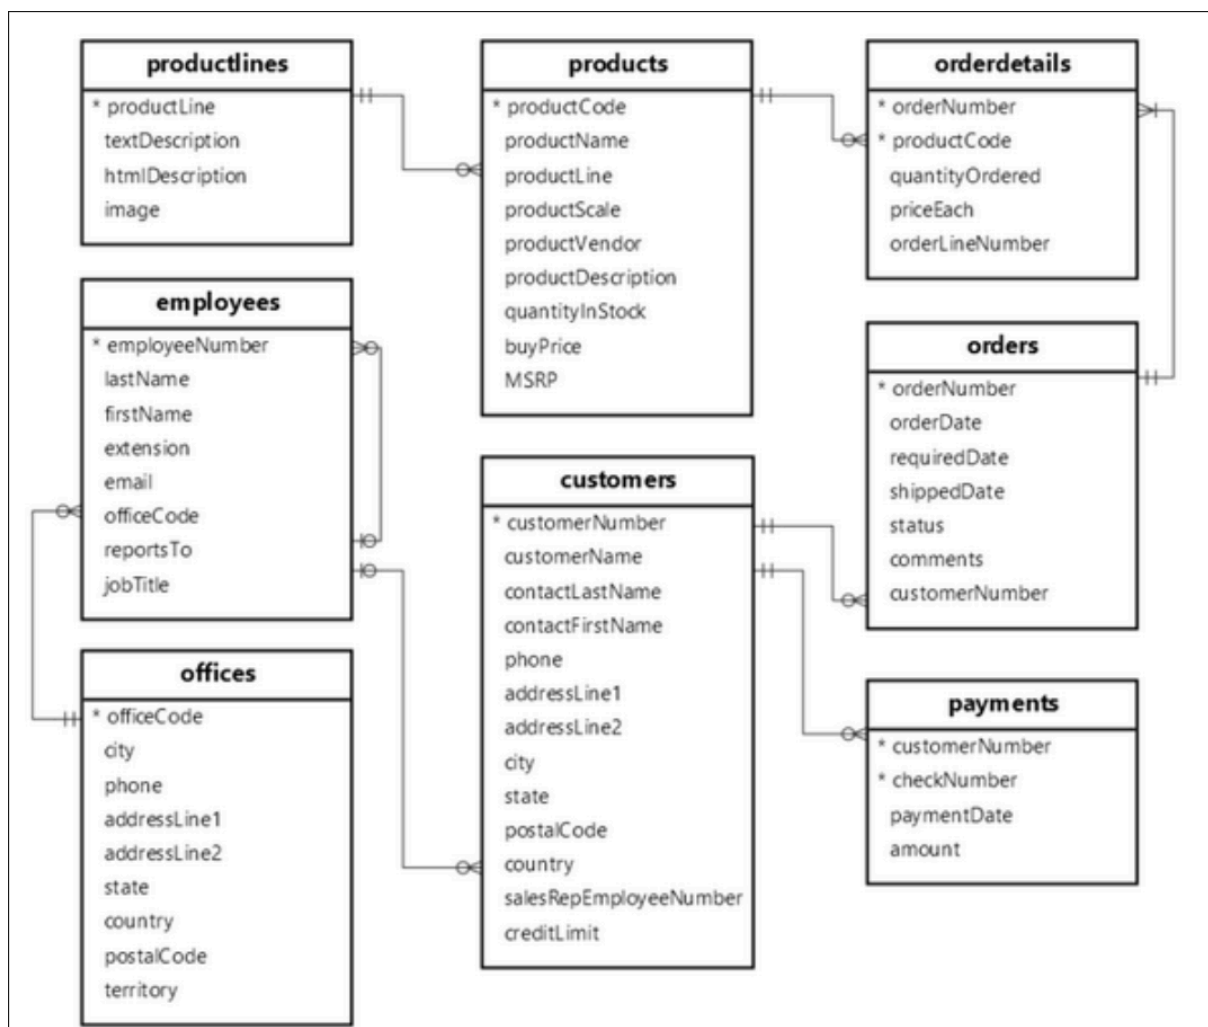 productlines
* productLine
textDescription
htmlDescription
image
products
* productCode
productName
productLine
productScale
productVendor
productDescription
quantityInStock
buyPrice
MSRP
orderdetails
* orderNumber
* productCode
quantityOrdered
priceEach
orderLineNumber
employees
* employeeNumber
lastName
firstName
extension
email
officeCode
reportsTo
jobTitle
customers
* customerNumber
customerName
contactLastName
contactFirstName
phone
addressLine1
addressLine2
city
state
postalCode
country
salesRepEmployeeNumber
creditLimit
orders
* orderNumber
orderDate
requiredDate
shippedDate
status
comments
customerNumber
offices
* officeCode
city
phone
addressLine1
addressLine2
state
country
postalCode
territory
payments
* customerNumber
* checkNumber
paymentDate
amount